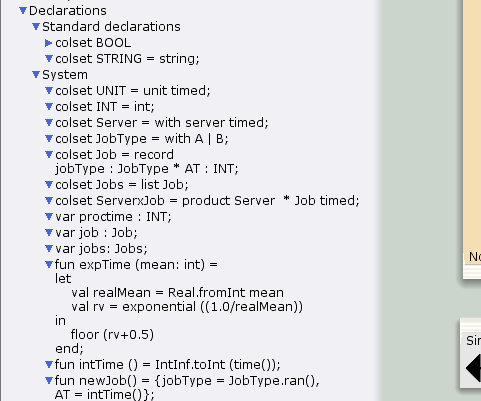 Declarations
Standard declarations
colset BOOL
colset STRING = string;
System
colset UNIT = unit timed;
colset INT = int;
colset Server = with server timed;
colset JobType = with A | B;
colset Job = record
jobType : JobType * AT : INT;
colset Jobs = list Job;
colset ServerxJob = product Server * Job timed;
var proctime : INT;
var job : Job;
var jobs: Jobs;
fun expTime (mean: int) =
let
val realMean = Real.fromInt mean
val rv = exponential ((1.0/realMean))
in
floor (rv+0.5)
end;
fun intTime () = IntInf.toInt (time());
fun newJob() = {jobType = JobType.ran(),
AT = intTime()};